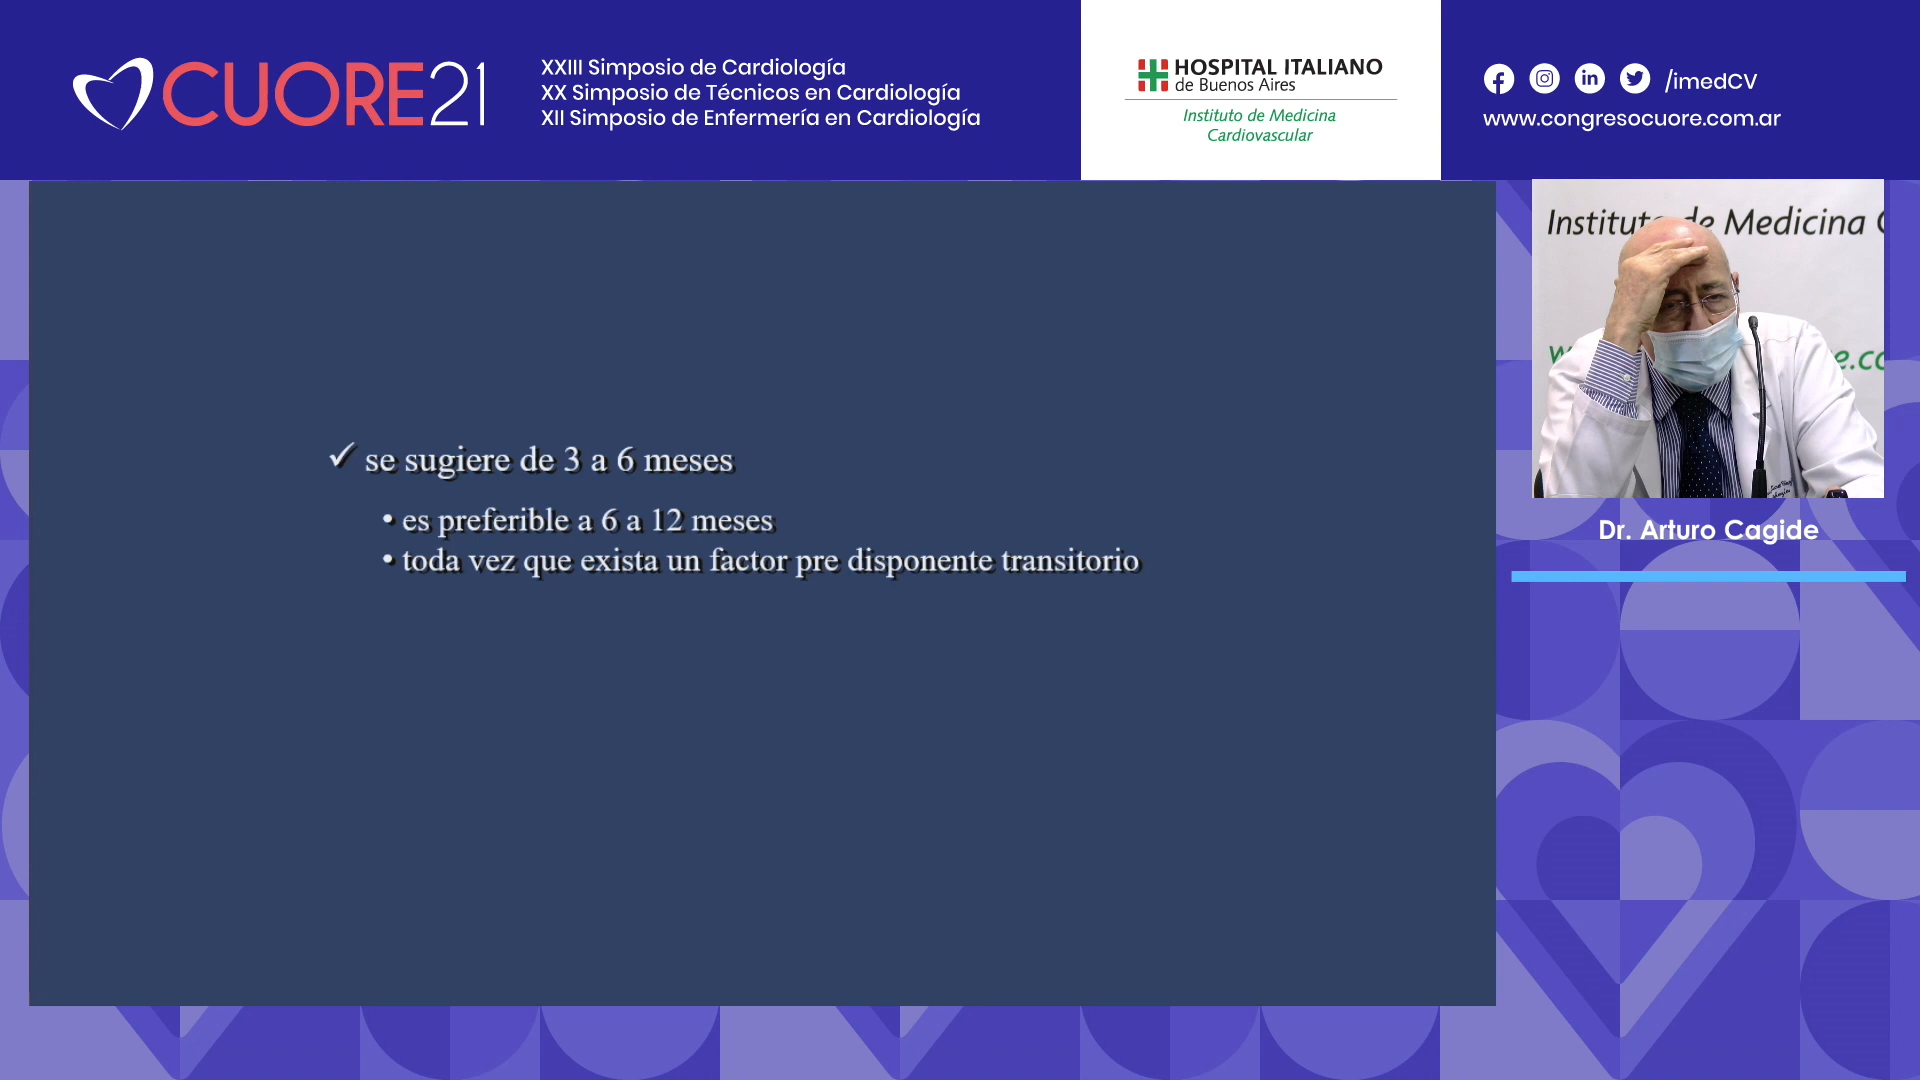 CUORE21
XXIII Simposio de Cardiología
XX Simposio de Técnicos en Cardiología
XII Simposio de Enfermería en Cardiología
HOSPITAL ITALIANO
de Buenos Aires
Instituto de Medicina
Cardiovascular
/imedCV
www.congresocuore.com.ar
✓ se sugiere de 3 a 6 meses
• es preferible a 6 a 12 meses
• toda vez que exista un factor pre disponente transitorio
de Medicina
Dr. Arturo Cagide